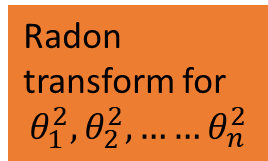 Radon
transform for
θ₁², θ₂², …… θₙ²